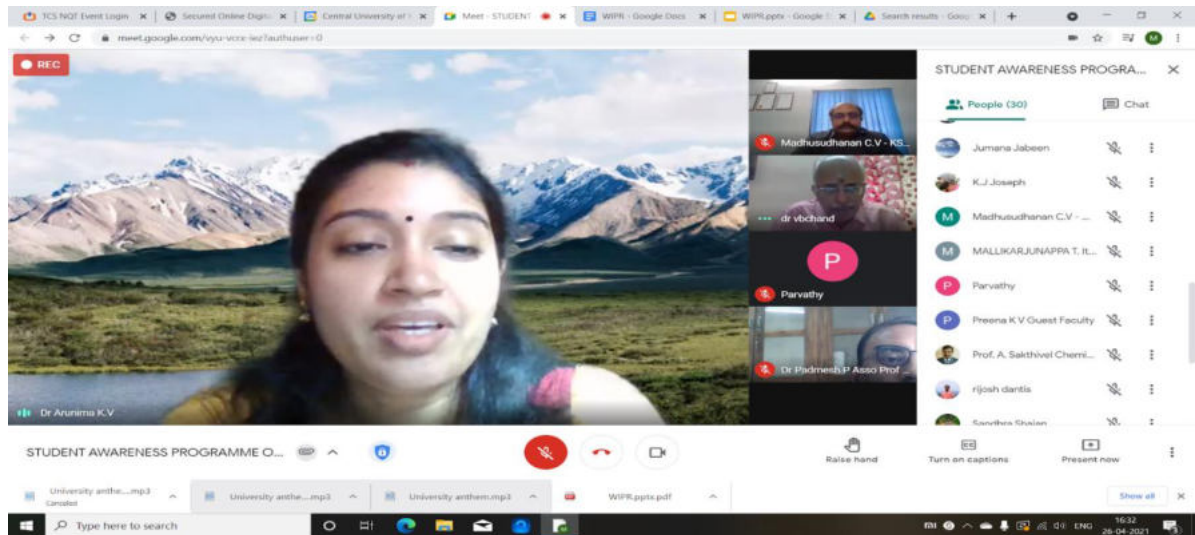 TCS NQT Event Login
Secured Online Digit
Central University of
Meet - STUDENT
WIPR - Google Docs
WIPR.pptx - Google
Search results - Goog
meet.google.com/vyu-vcrx-iez?authuser=0
M
REC
Dr Arunima K.V
Madhusudhanan C.V - KS...
dr vbchand
P
Parvathy
Dr Padmesh P Asso Prof ...
STUDENT AWARENESS PROGRA...
People (30)
Chat
Jumana Jabeen
K.J Joseph
M
Madhusudhanan C.V - ...
M
MALLIKARJUNAPPA T. It...
P
Parvathy
P
Preena K V Guest Faculty
Prof. A. Sakthivel Chemi...
rijosh dantis
Sandhra Shajan
STUDENT AWARENESS PROGRAMME O...
Raise hand
Turn on captions
Present now
University anthe....mp3
Cancelled
University anthe....mp3
University anthem.mp3
WIPR.pptx.pdf
Show all
Type here to search
ENG
16:32
26-04-2021